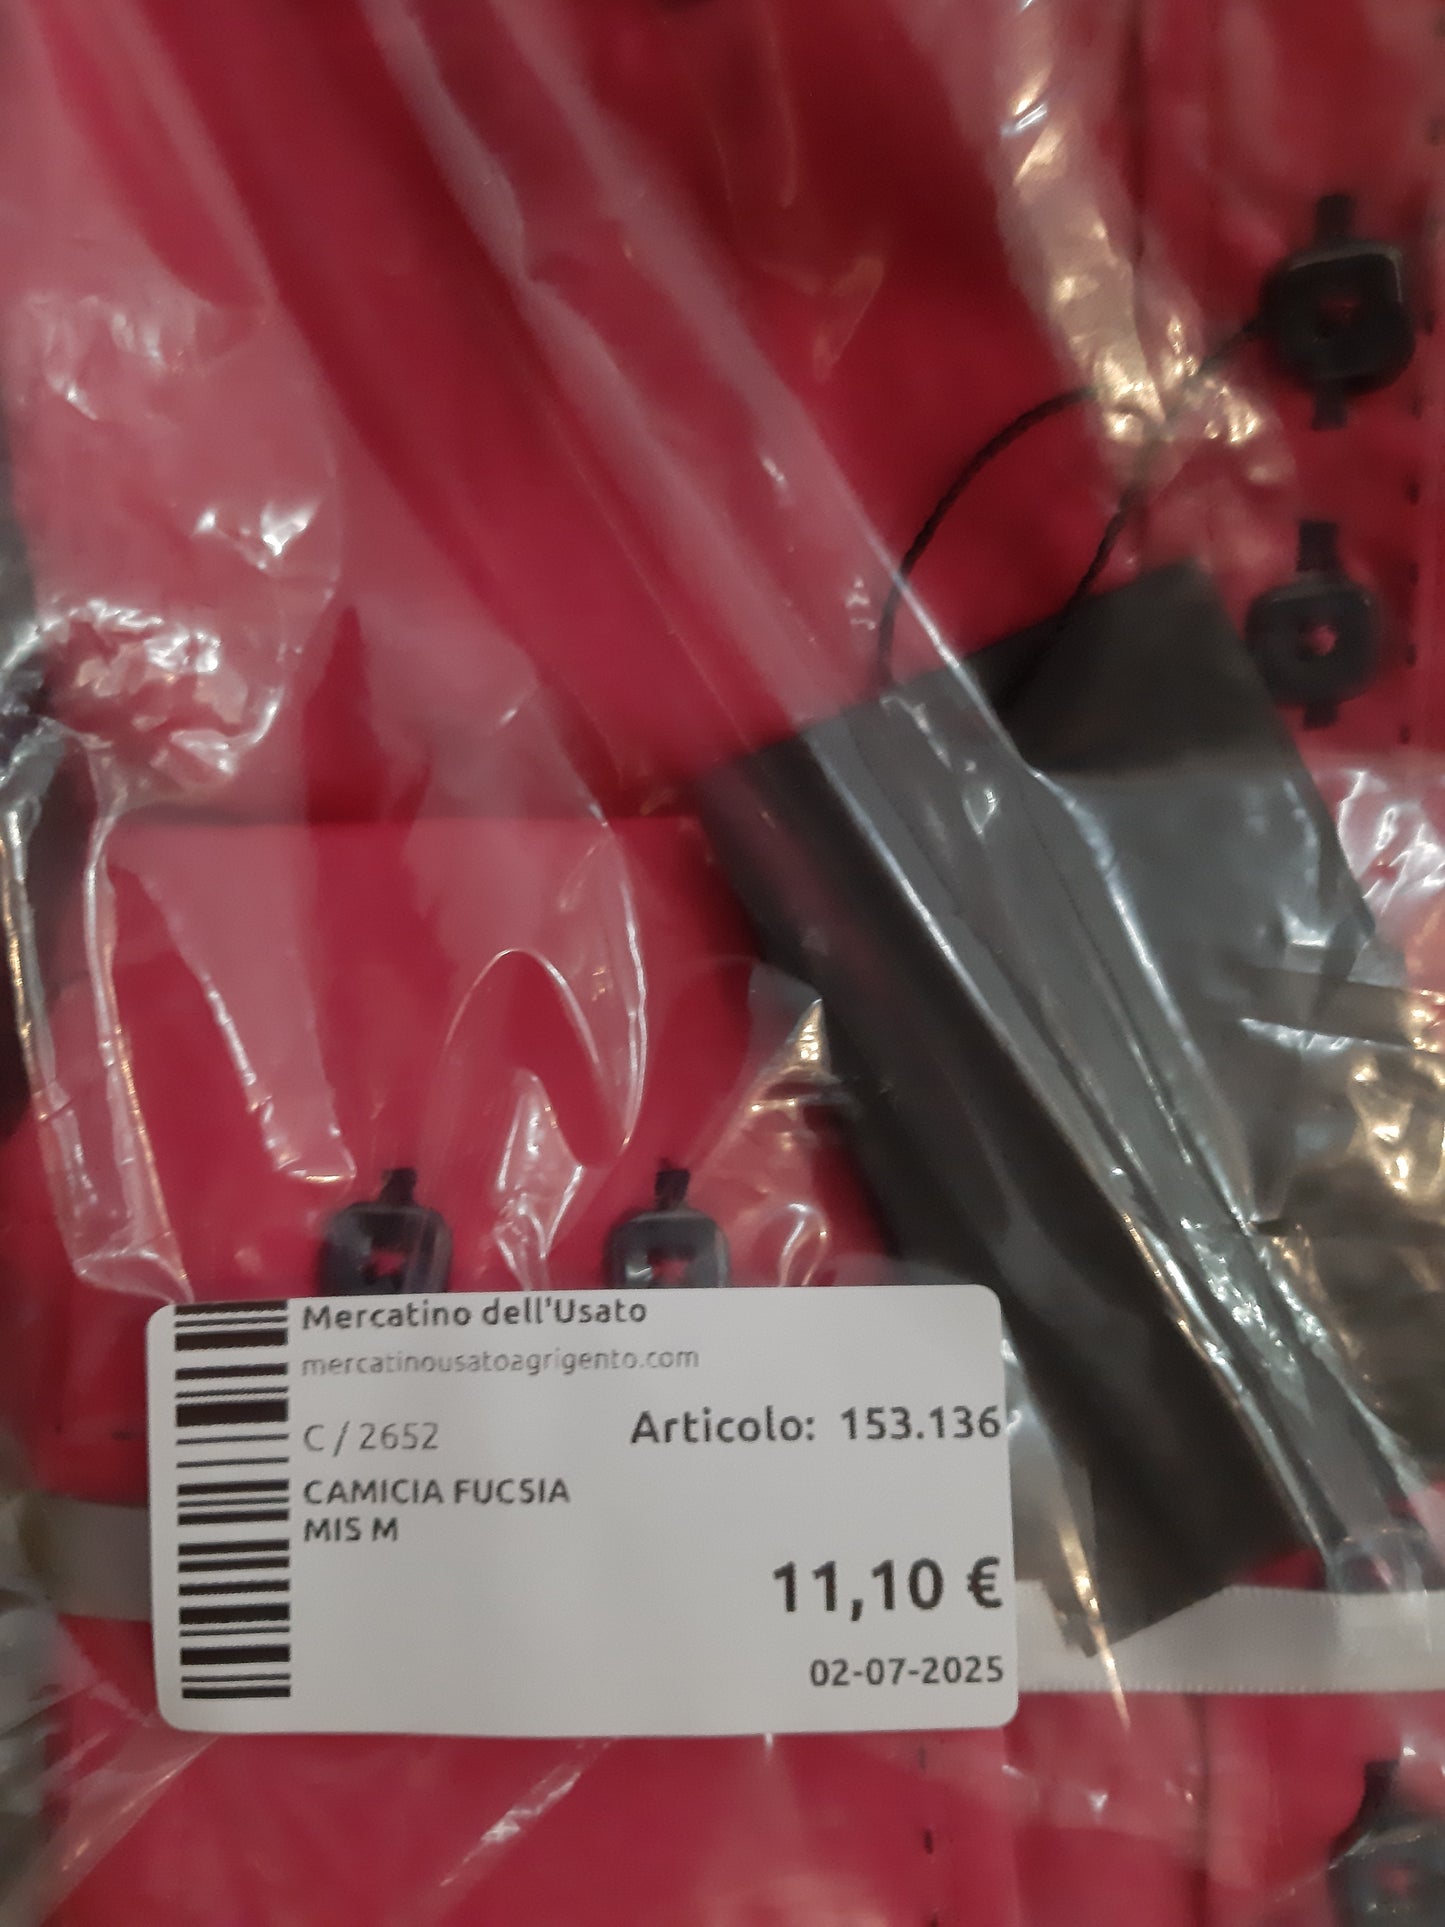 Mercatino dell'Usato
mercatinousatoagrigento.com
C / 2652 Articolo: 153.136
CAMICIA FUCSIA
MIS M
11,10 €
02-07-2025